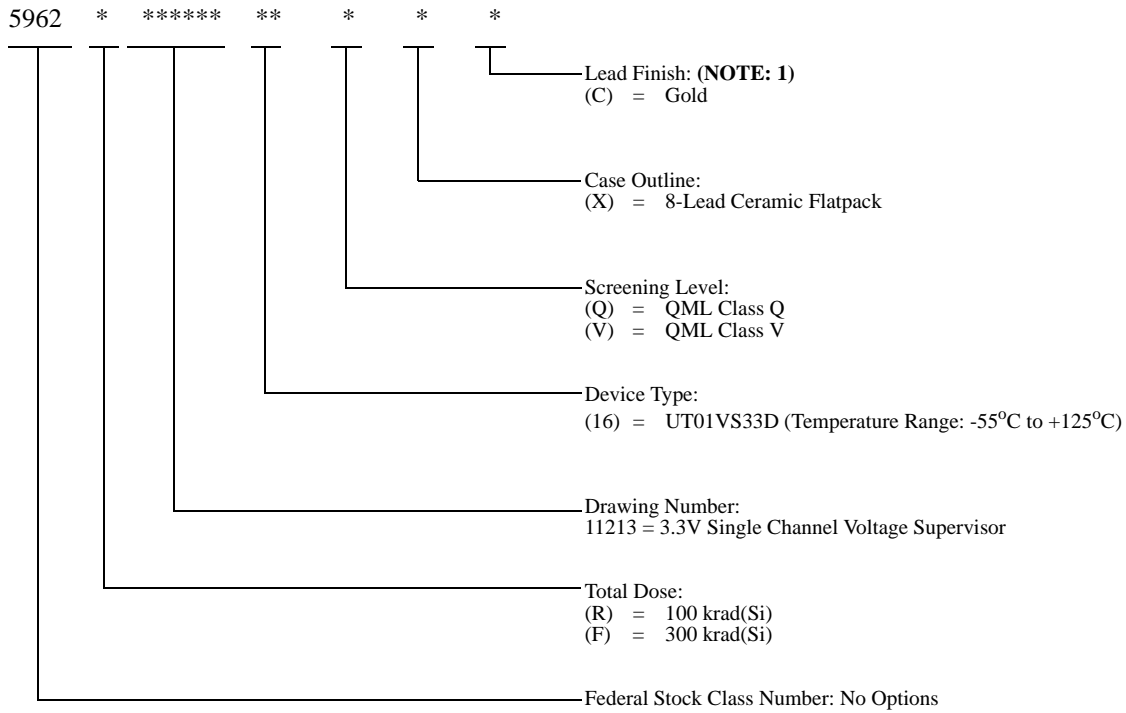 5962 * ****** ** * * *
Lead Finish: (NOTE: 1)
(C) = Gold
Case Outline:
(X) = 8-Lead Ceramic Flatpack
Screening Level:
(Q) = QML Class Q
(V) = QML Class V
Device Type:
(16) = UT01VS33D (Temperature Range: -55°C to +125°C)
Drawing Number:
11213 = 3.3V Single Channel Voltage Supervisor
Total Dose:
(R) = 100 krad(Si)
(F) = 300 krad(Si)
Federal Stock Class Number: No Options